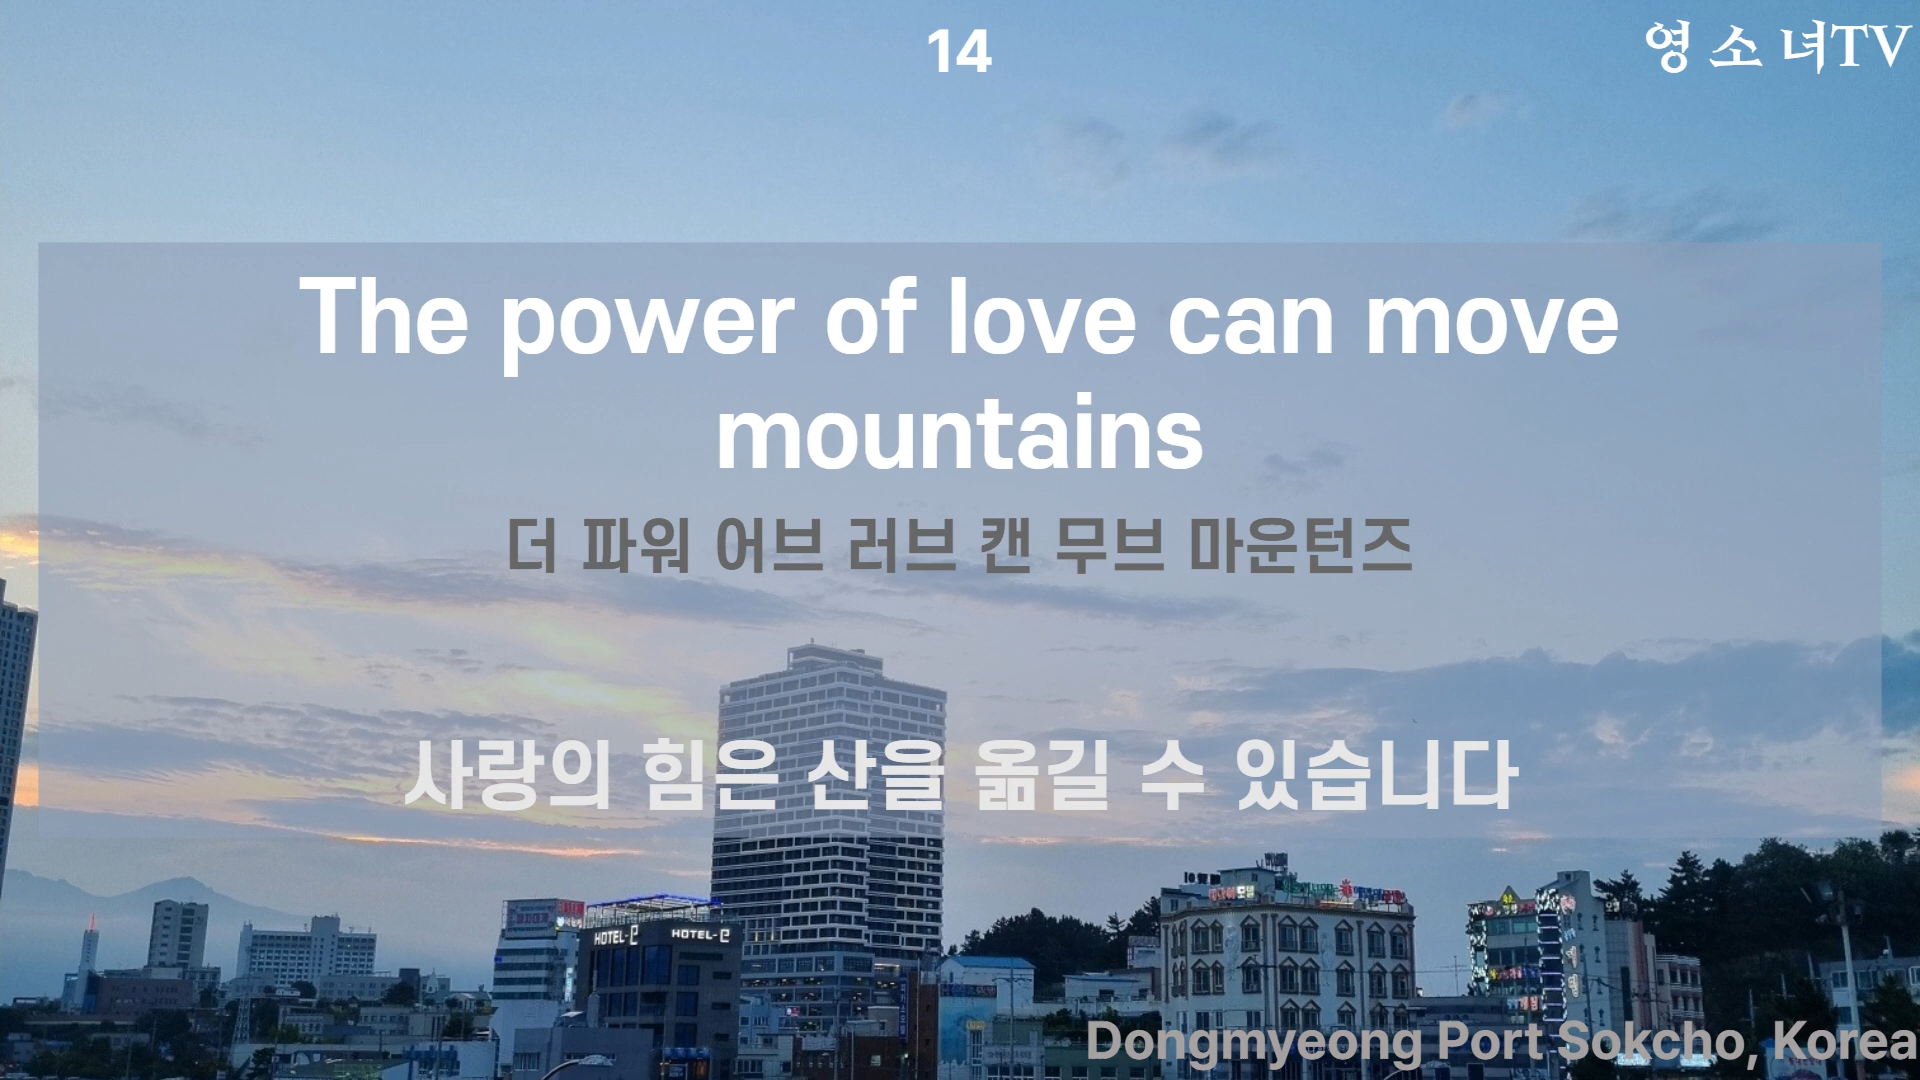 14
영소녀TV
The power of love can move
mountains
더 파워 어브 러브 캔 무브 마운턴즈
사랑의 힘은 산을 옮길 수 있습니다
HOTEL-e HOTEL-e
Dongmyeong Port Sokcho, Korea